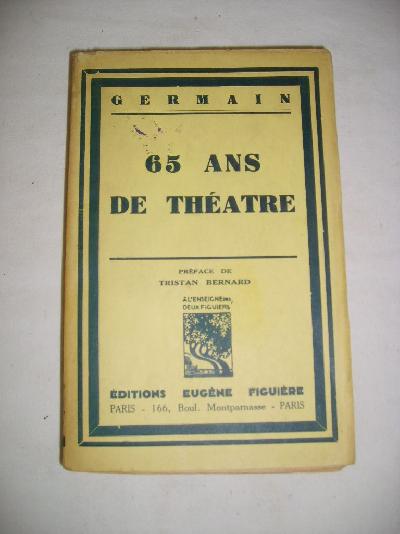 GERMAIN
65 ANS
DE THÉATRE
PRÉFACE DE
TRISTAN BERNARD
A L'ENSEIGNE DES
DEUX FIGUIERS
ÉDITIONS EUGÈNE FIGUIÈRE
PARIS - 166, Boul. Montparnasse - PARIS